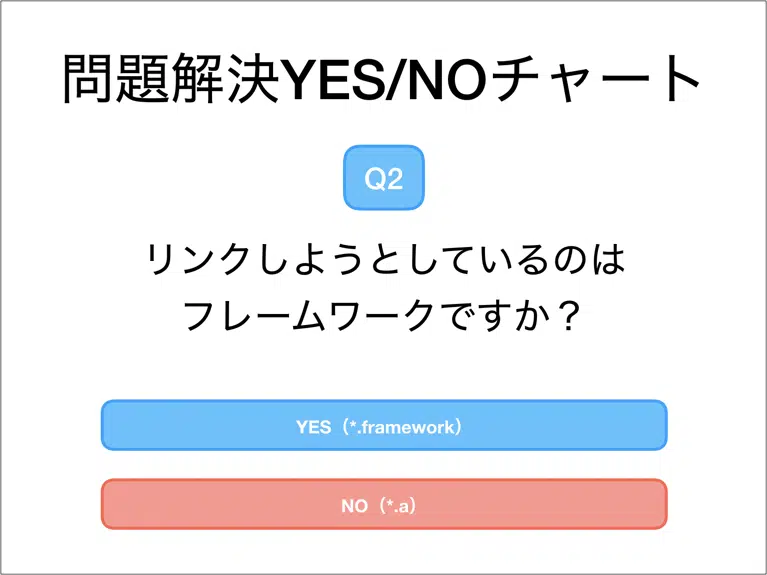 問題解決YES/NOチャート
Q2
リンクしようとしているのは
フレームワークですか？
YES（*.framework）
NO（*.a）